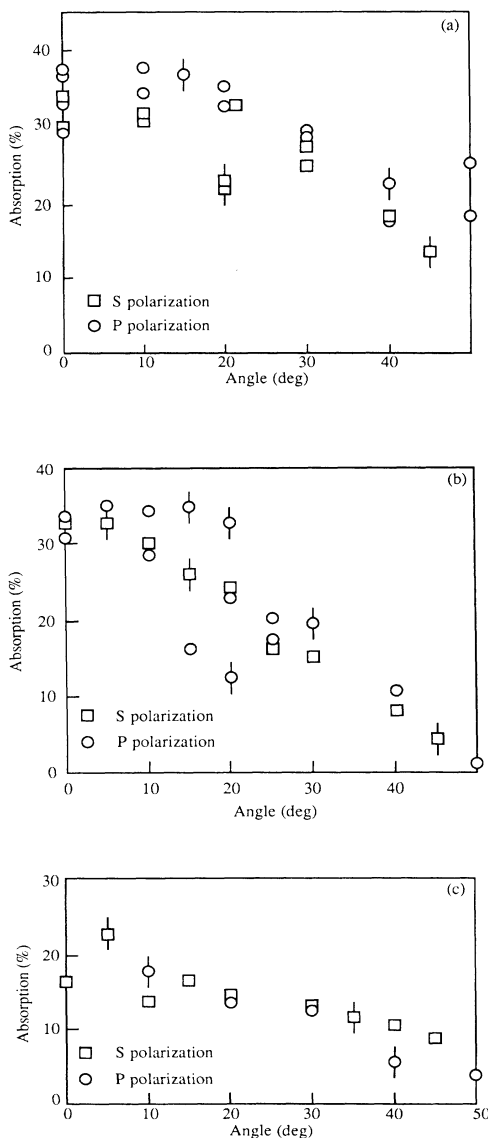 (a)
40
30
20
10
0
Absorption (%)
S polarization
P polarization
0 10 20 30 40
Angle (deg)
(b)
40
30
20
10
0
Absorption (%)
S polarization
P polarization
0 10 20 30 40
Angle (deg)
(c)
30
20
10
0
Absorption (%)
S polarization
P polarization
0 10 20 30 40 50
Angle (deg)